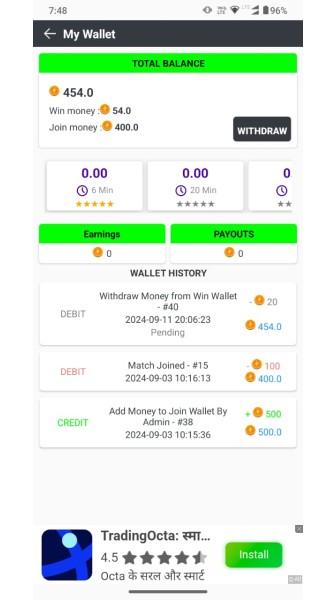 7:48
LTE
96%
My Wallet
TOTAL BALANCE
454.0
Win money : 54.0
Join money : 400.0
WITHDRAW
0.00 0.00 0
6 Min 20 Min
Earnings PAYOUTS
0 0
WALLET HISTORY
Withdraw Money from Win Wallet
- #40
- 20
DEBIT
2024-09-11 20:06:23
454.0
Pending
Match Joined - #15
- 100
DEBIT
2024-09-03 10:16:13
400.0
Add Money to Join Wallet By
Admin - #38
+ 500
CREDIT
2024-09-03 10:15:36
500.0
TradingOcta: स्मा...
4.5
Install
Octa के सरल और स्मार्ट